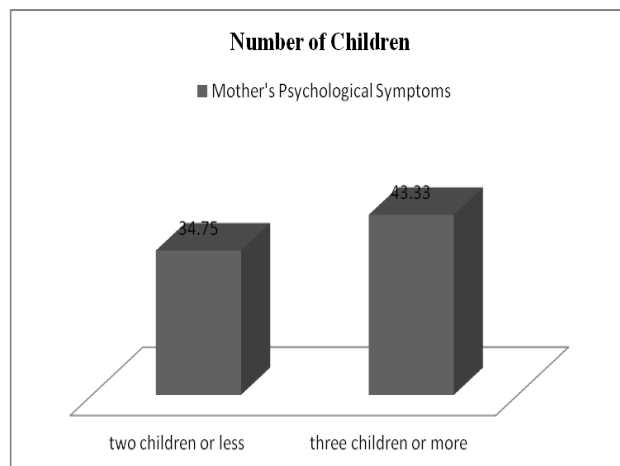 Number of Children
Mother's Psychological Symptoms
43.33
34.75
two children or less
three children or more